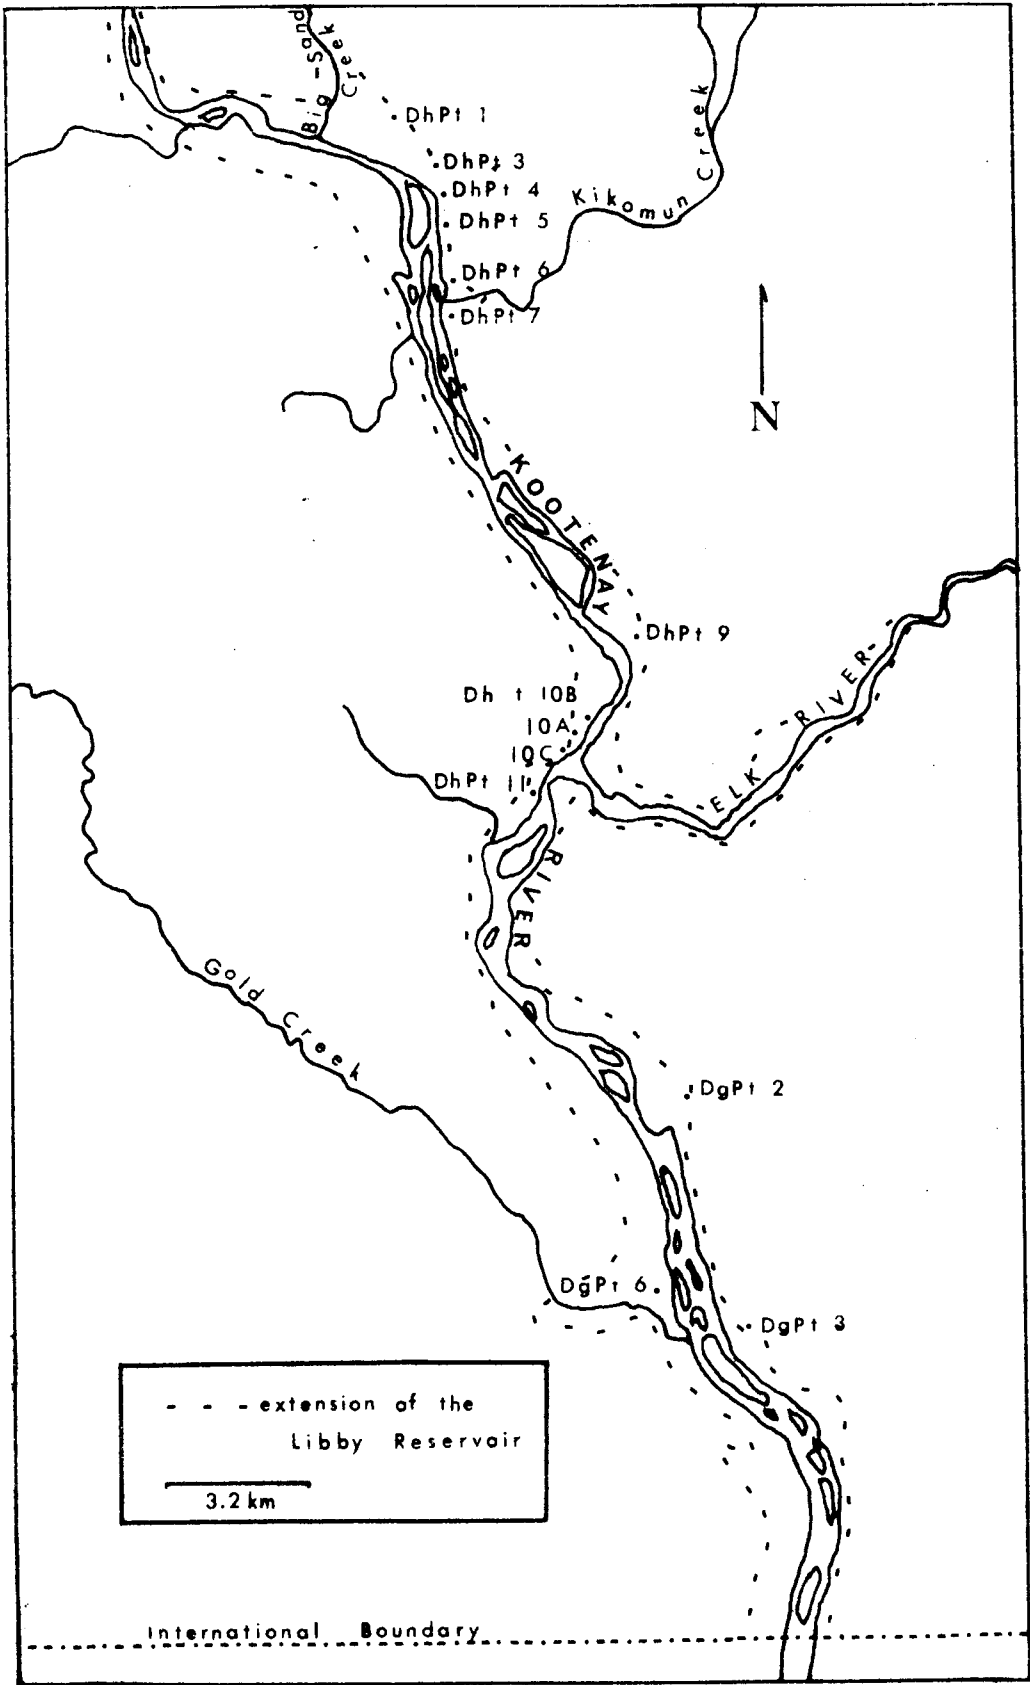 Big-Sand
Creek
DhPt 1
DhPt 3
DhPt 4
Kikomun Creek
DhPt 5
DhPt 6
DhPt 7
N
KOOTENAY
DhPt 9
Dh t 10B
10A
10C
DhPt 11
ELK RIVER
RIVER
Gold Creek
DgPt 2
DgPt 6
DgPt 3
- - - extension of the
Libby Reservair
3.2 km
International Boundary